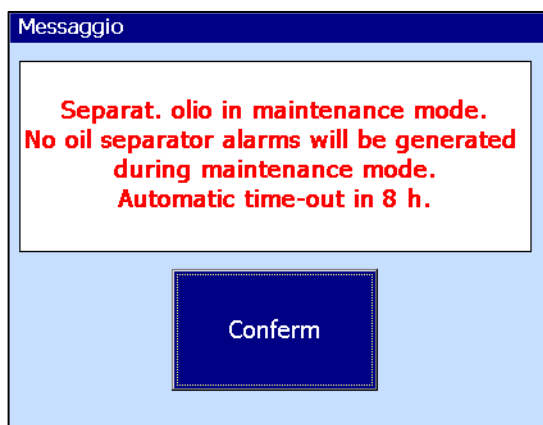 Messaggio
Separat. olio in maintenance mode.
No oil separator alarms will be generated
during maintenance mode.
Automatic time-out in 8 h.
Conferm